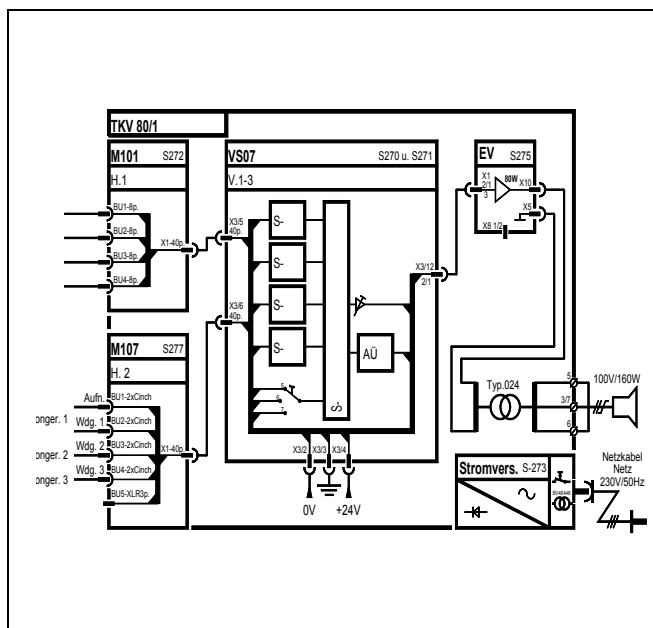 TKV 80/1
M101 S272
H.1
BU1-8p.
BU2-8p.
BU3-8p.
BU4-8p.
X1-40p.
VS07 S270 u. S271
V.1-3
X3/5
40p.
X3/6
40p.
S-
S-
S-
S-
S-
AÜ
5
6
7
X3/12
2/1
X3/2 X3/3 X3/4
0V +24V
EV S275
X1
2/1
3
80W
X10
X5
X8 1/2
M107 S277
H. 2
Aufn. BU1-2xCinch
onger. 1 Wdg. 1 BU2-2xCinch
onger. 2 Wdg. 2 BU3-2xCinch
onger. 3 Wdg. 3 BU4-2xCinch
BU5-XLR3p.
X1-40p.
Typ.024
5
3/7
6
100V/160W
Stromvers. S-273
Netzkabel
Netz
230V/50Hz